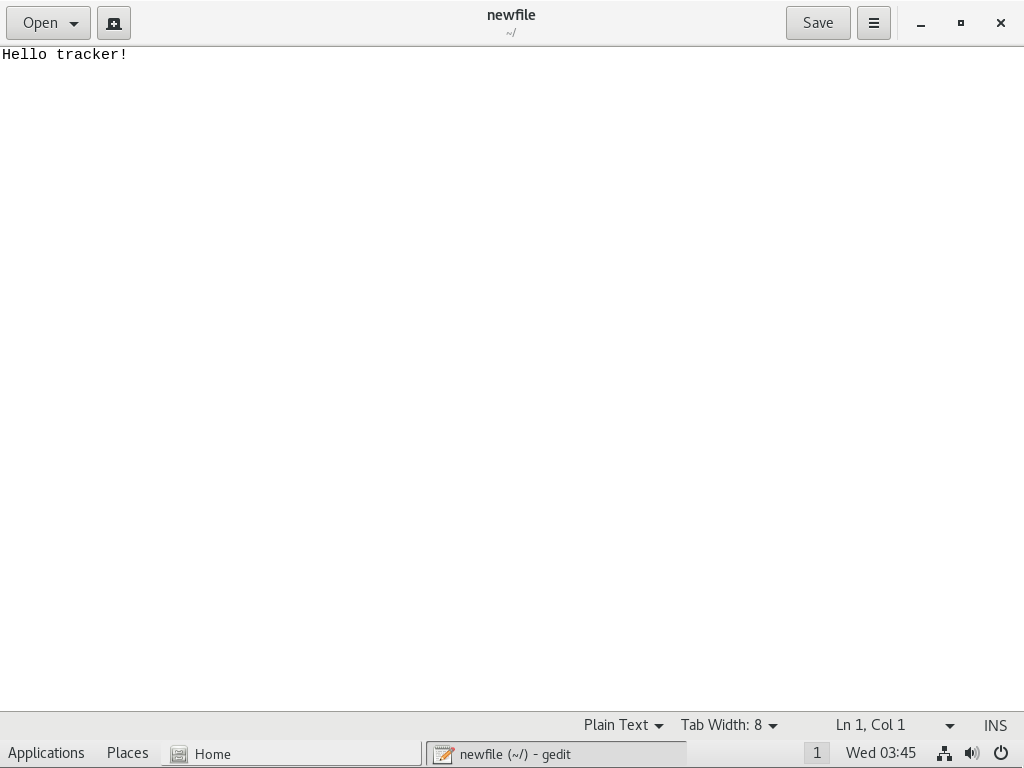 Open newfile Save
~/
Hello tracker!
Plain Text Tab Width: 8 Ln 1, Col 1 INS
Applications Places Home newfile (~/) - gedit 1 Wed 03:45